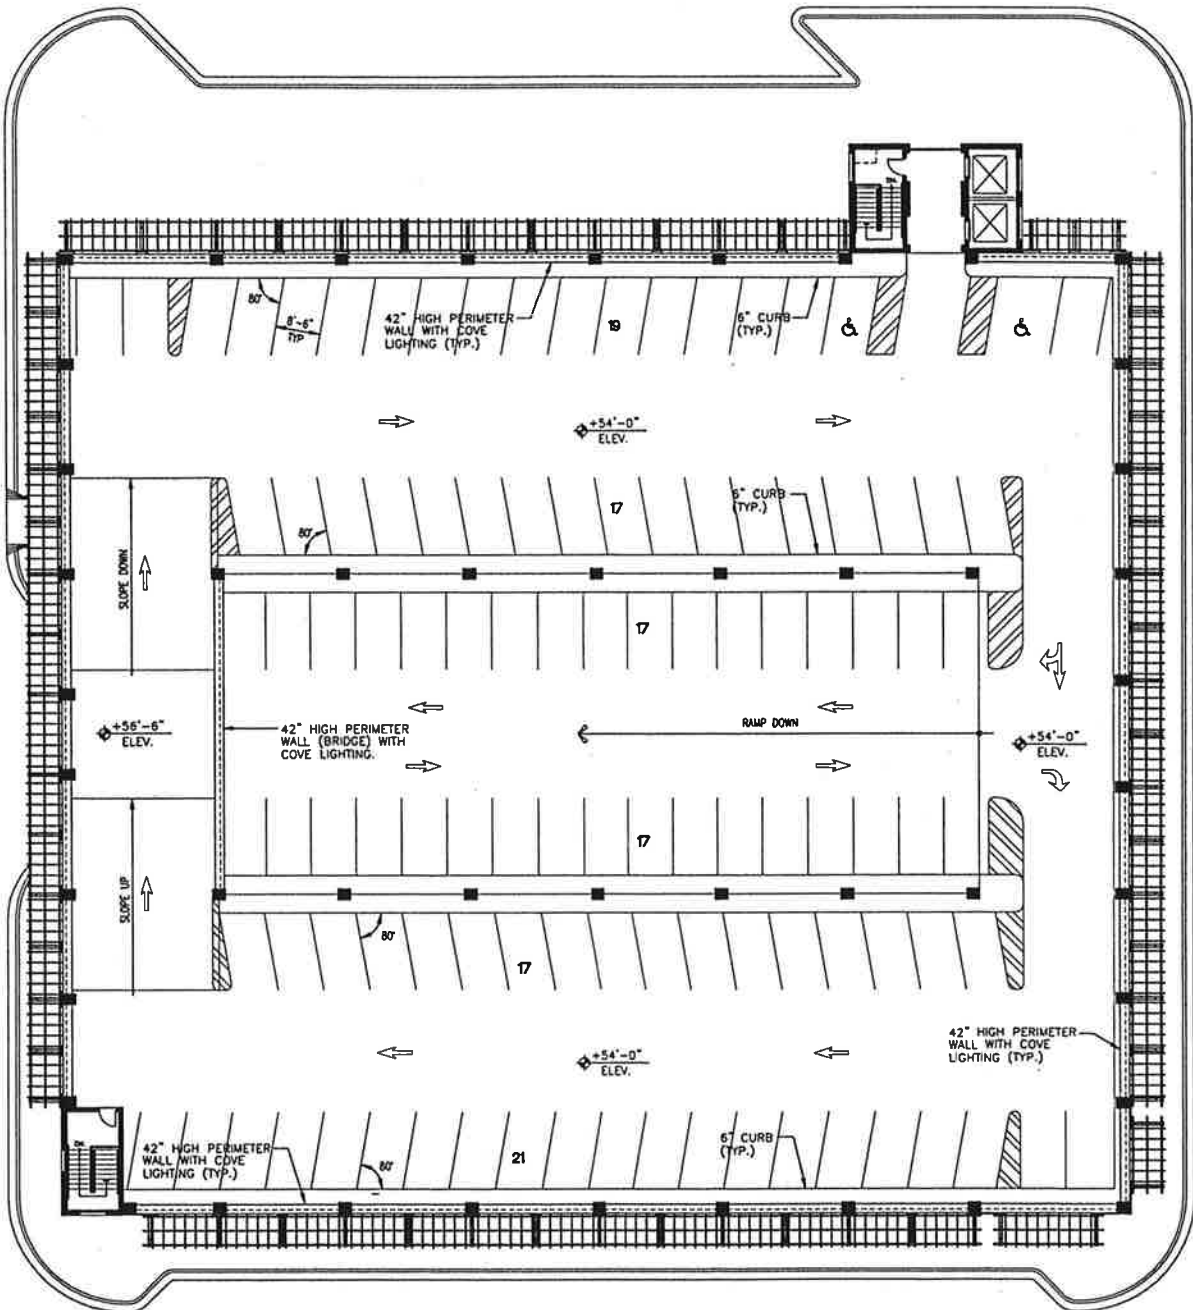 DN.
80°
8'-6"
TYP
42" HIGH PERIMETER
WALL WITH COVE
LIGHTING (TYP.)
19
6" CURB
(TYP.)
+54'-0"
ELEV.
6" CURB
(TYP.)
17
80°
SLOPE DOWN
17
+56'-6"
ELEV.
42" HIGH PERIMETER
WALL (BRIDGE) WITH
COVE LIGHTING.
RAMP DOWN
+54'-0"
ELEV.
17
SLOPE UP
80°
17
42" HIGH PERIMETER
WALL WITH COVE
LIGHTING (TYP.)
+54'-0"
ELEV.
DN.
42" HIGH PERIMETER
WALL WITH COVE
LIGHTING (TYP.)
80°
21
6" CURB
(TYP.)